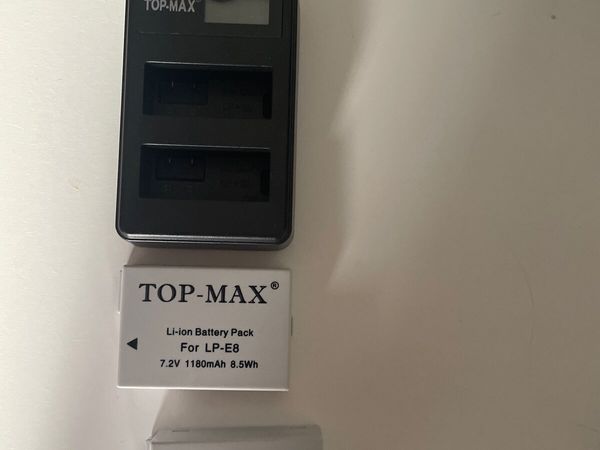 TOP-MAX®
TOP-MAX®
Li-ion Battery Pack
For LP-E8
7.2V 1180mAh 8.5Wh